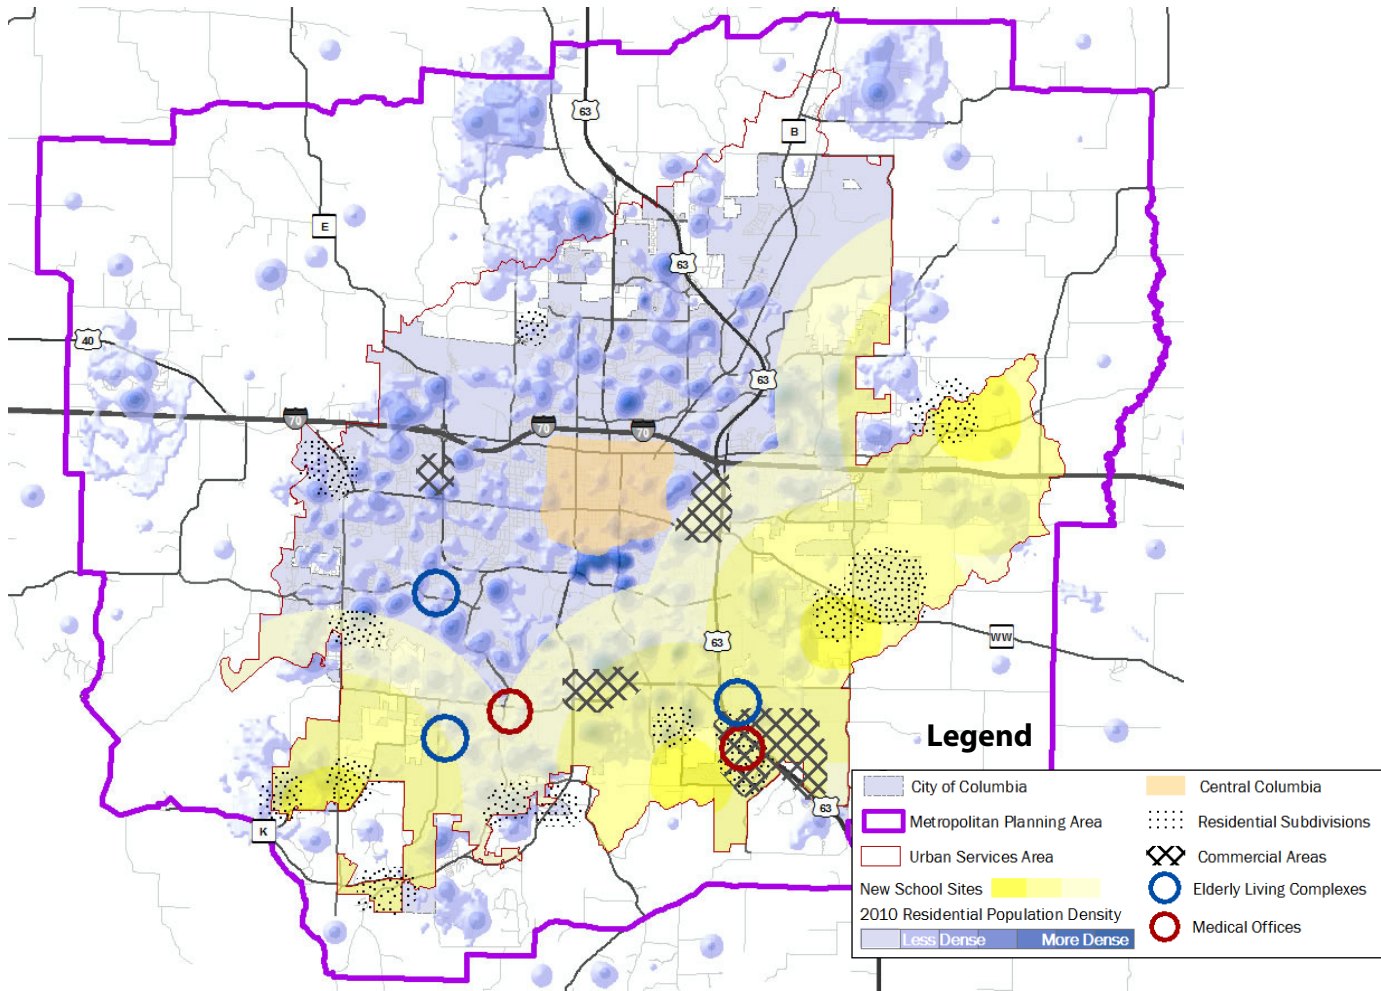 63
B
E
63
40
63
70
70
70
63
WW
63
K
Legend
City of Columbia
Central Columbia
Metropolitan Planning Area
Residential Subdivisions
Urban Services Area
Commercial Areas
New School Sites
Elderly Living Complexes
2010 Residential Population Density
Less Dense
More Dense
Medical Offices